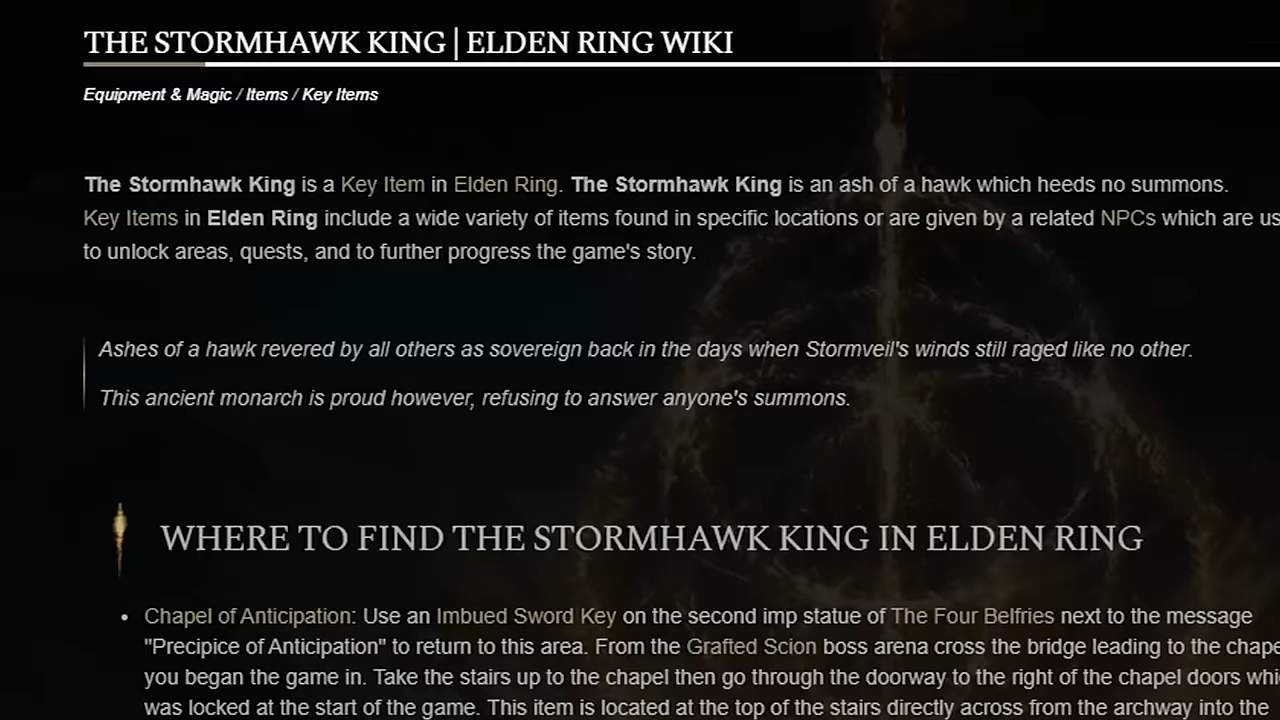 THE STORMHAWK KING | ELDEN RING WIKI
Equipment & Magic / Items / Key Items
The Stormhawk King is a Key Item in Elden Ring. The Stormhawk King is an ash of a hawk which heeds no summons.
Key Items in Elden Ring include a wide variety of items found in specific locations or are given by a related NPCs which are us
to unlock areas, quests, and to further progress the game's story.
Ashes of a hawk revered by all others as sovereign back in the days when Stormveil's winds still raged like no other.
This ancient monarch is proud however, refusing to answer anyone's summons.
WHERE TO FIND THE STORMHAWK KING IN ELDEN RING
• Chapel of Anticipation: Use an Imbued Sword Key on the second imp statue of The Four Belfries next to the message
"Precipice of Anticipation" to return to this area. From the Grafted Scion boss arena cross the bridge leading to the chape
you began the game in. Take the stairs up to the chapel then go through the doorway to the right of the chapel doors whi
was locked at the start of the game. This item is located at the top of the stairs directly across from the archway into the